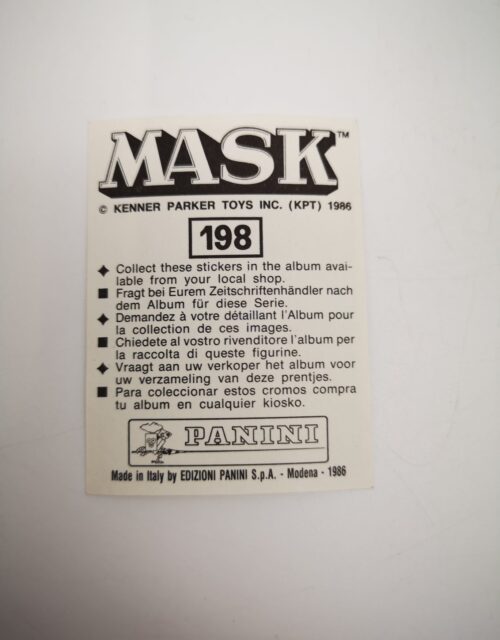 MASK™
© KENNER PARKER TOYS INC. (KPT) 1986
198
✦ Collect these stickers in the album avai-
lable from your local shop.
■ Fragt bei Eurem Zeitschriftenhändler nach
dem Album für diese Serie.
✦ Demandez à votre détaillant l'Album pour
la collection de ces images.
■ Chiedete al vostro rivenditore l'album per
la raccolta di queste figurine.
✦ Vraagt aan uw verkoper het album voor
uw verzameling van deze prentjes.
■ Para coleccionar estos cromos compra
tu album en cualquier kiosko.
PANINI
Made in Italy by EDIZIONI PANINI S.p.A. - Modena - 1986